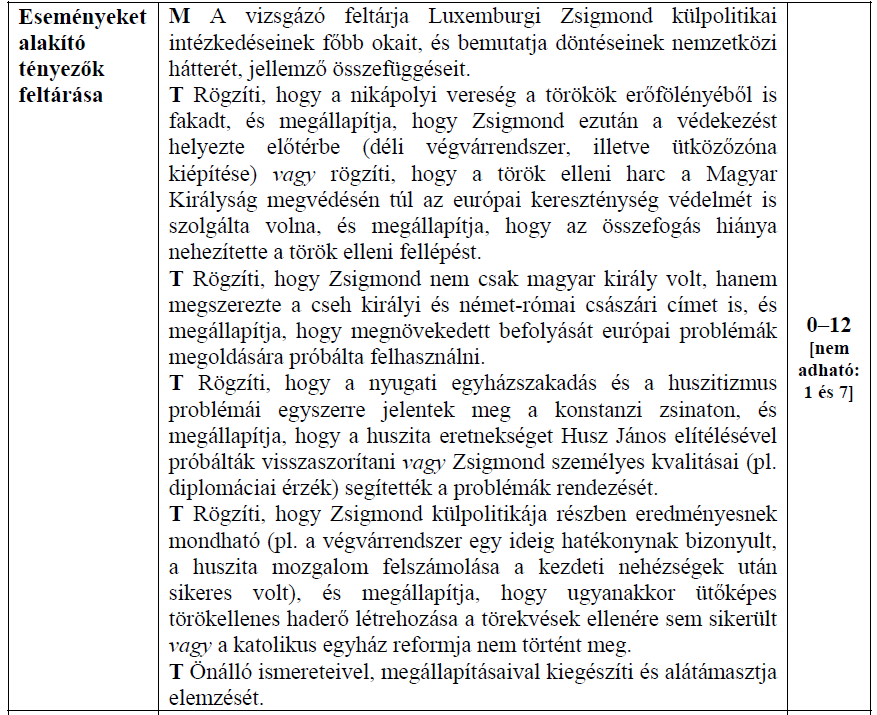 Eseményeket
alakító
tényezők
feltárása
M A vizsgázó feltárja Luxemburgi Zsigmond külpolitikai
intézkedéseinek főbb okait, és bemutatja döntéseinek nemzetközi
hátterét, jellemző összefüggéseit.
T Rögzíti, hogy a nikápolyi vereség a törökök erőfölényéből is
fakadt, és megállapítja, hogy Zsigmond ezután a védekezést
helyezte előtérbe (déli végvárrendszer, illetve ütközőzóna
kiépítése) vagy rögzíti, hogy a török elleni harc a Magyar
Királyság megvédésén túl az európai kereszténység védelmét is
szolgálta volna, és megállapítja, hogy az összefogás hiánya
nehezítette a török elleni fellépést.
T Rögzíti, hogy Zsigmond nem csak magyar király volt, hanem
megszerezte a cseh királyi és német-római császári címet is, és
megállapítja, hogy megnövekedett befolyását európai problémák
megoldására próbálta felhasználni.
T Rögzíti, hogy a nyugati egyházszakadás és a huszitizmus
problémái egyszerre jelentek meg a konstanzi zsinaton, és
megállapítja, hogy a huszita eretnekséget Husz János elítélésével
próbálták visszaszorítani vagy Zsigmond személyes kvalitásai (pl.
diplomáciai érzék) segítették a problémák rendezését.
T Rögzíti, hogy Zsigmond külpolitikája részben eredményesnek
mondható (pl. a végvárrendszer egy ideig hatékonynak bizonyult,
a huszita mozgalom felszámolása a kezdeti nehézségek után
sikeres volt), és megállapítja, hogy ugyanakkor ütőképes
törökellenes haderő létrehozása a törekvések ellenére sem sikerült
vagy a katolikus egyház reformja nem történt meg.
T Önálló ismereteivel, megállapításaival kiegészíti és alátámasztja
elemzését.
0–12
[nem
adható:
1 és 7]